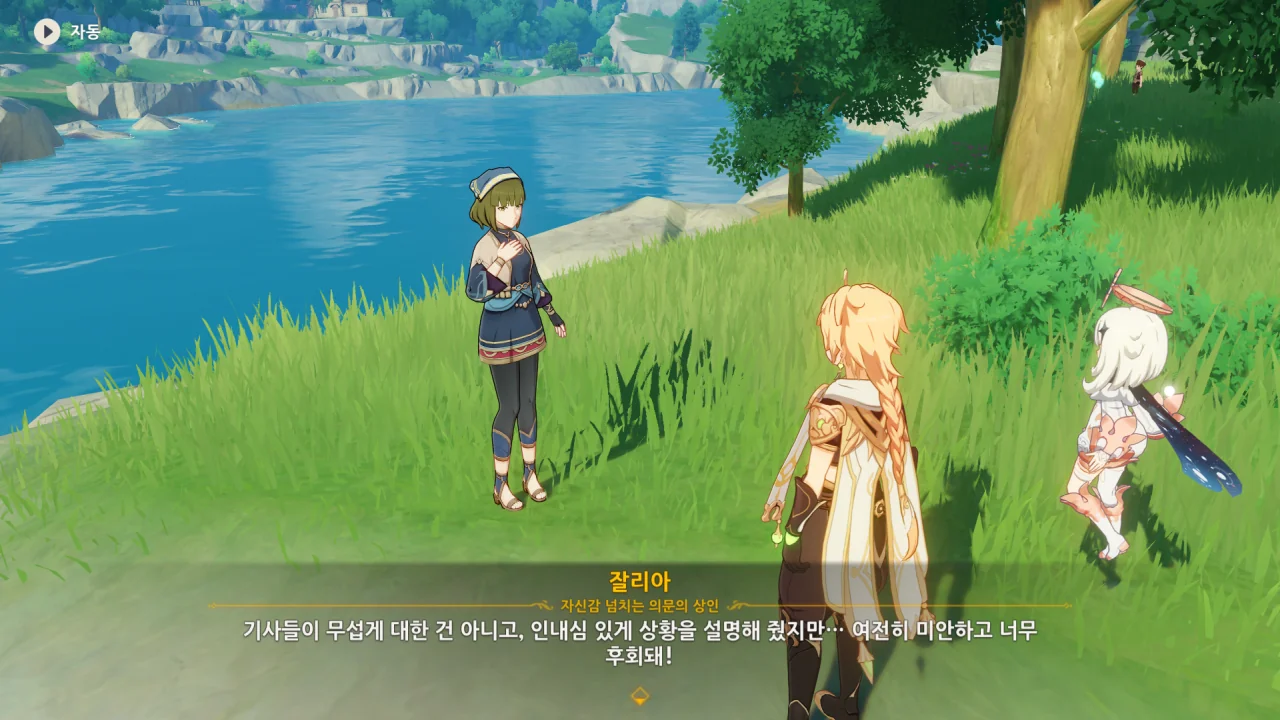 자동
잘리아
자신감 넘치는 의문의 상인
기사들이 무섭게 대한 건 아니고, 인내심 있게 상황을 설명해 줬지만… 여전히 미안하고 너무
후회돼!